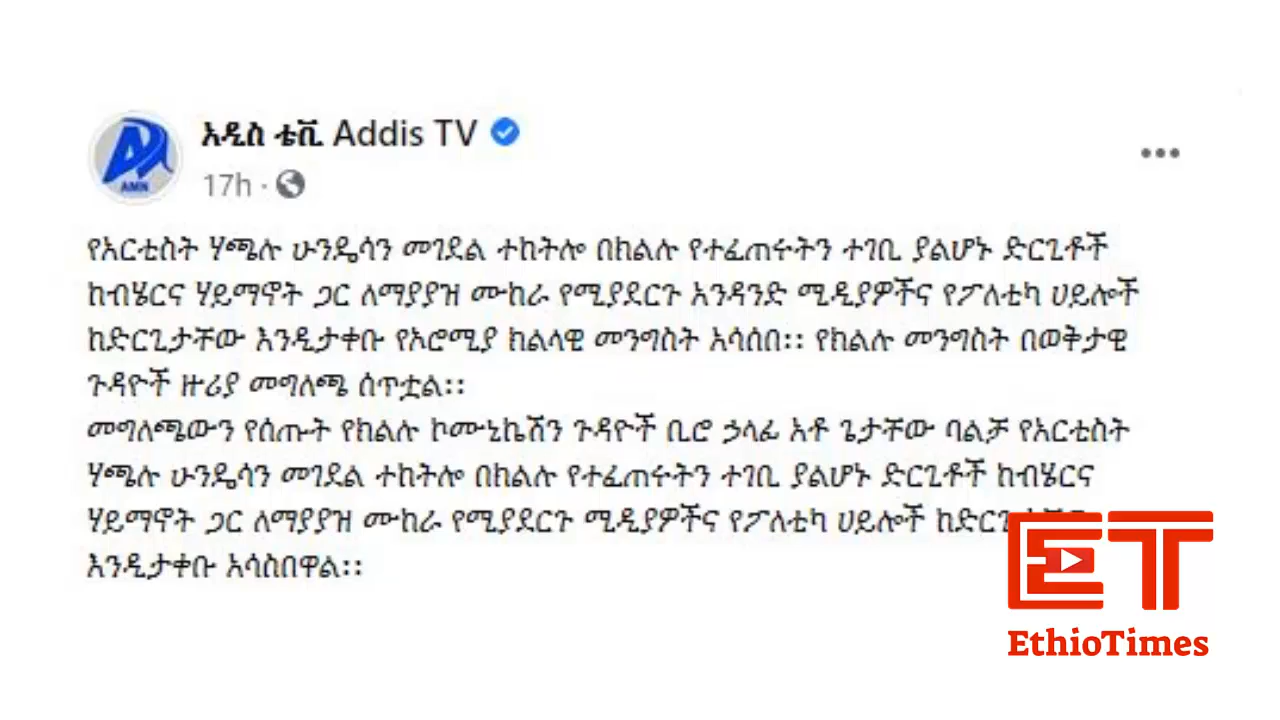 አዲስ ቴቪ Addis TV
17h ·
AMN
የአርቲስት ሃጫሉ ሁንዴሳን መገደል ተከትሎ በክልሉ የተፈጠሩትን ተገቢ ያልሆኑ ድርጊቶች
ከብሄርና ሃይማኖት ጋር ለማያያዝ ሙከራ የሚያደርጉ አንዳንድ ሚዲያዎችና የፖለቲካ ሀይሎች
ከድርጊታቸው እንዲታቀቡ የኦሮሚያ ክልላዊ መንግስት አሳሰበ፡፡ የክልሉ መንግስት በወቅታዊ
ጉዳዮች ዙሪያ መግለጫ ሰጥቷል፡፡
መግለጫውን የሰጡት የክልሉ ኮሙኒኬሽን ጉዳዮች ቢሮ ኃላፊ አቶ ጌታቸው ባልቻ የአርቲስት
ሃጫሉ ሁንዴሳን መገደል ተከትሎ በክልሉ የተፈጠሩትን ተገቢ ያልሆኑ ድርጊቶች ከብሄርና
ሃይማኖት ጋር ለማያያዝ ሙከራ የሚያደርጉ ሚዲያዎችና የፖለቲካ ሀይሎች
እንዲታቀቡ አሳስበዋል፡፡
ET
EthioTimes